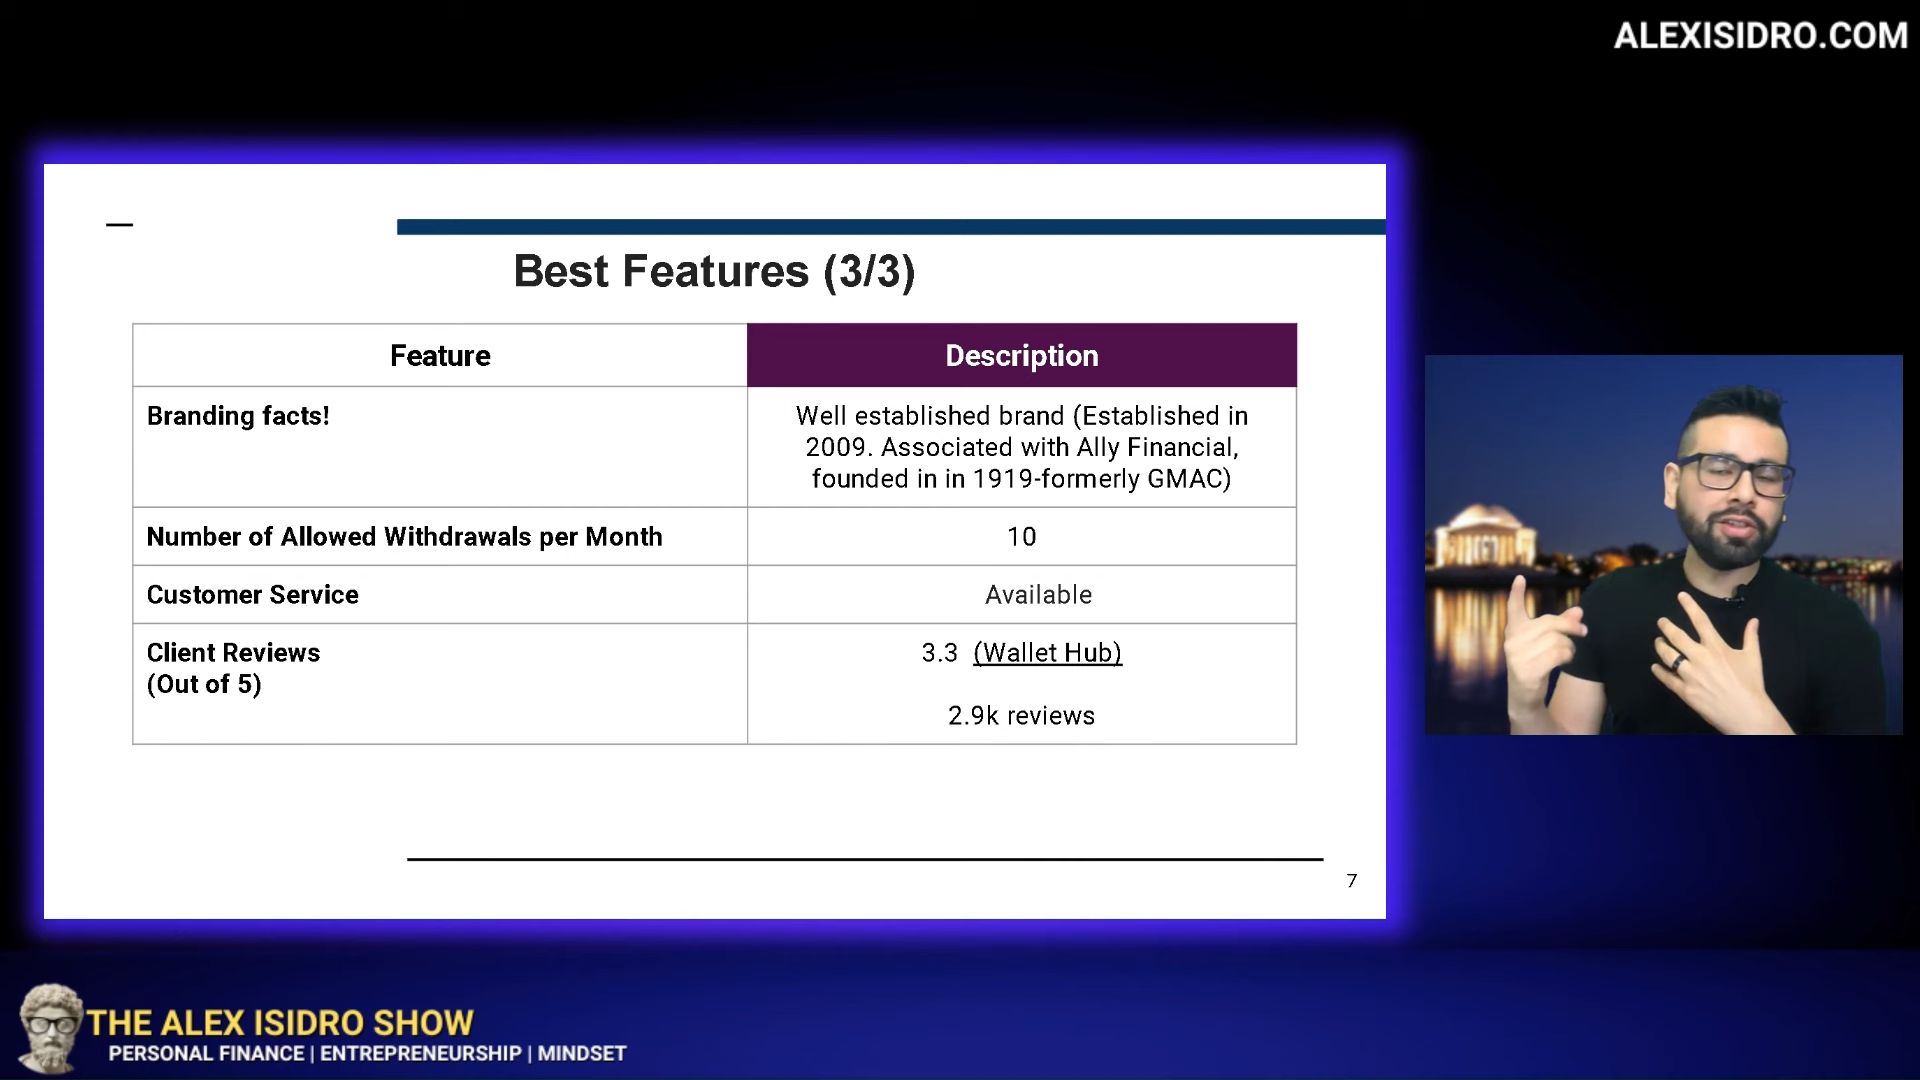 ALEXISIDRO.COM
Best Features (3/3)
Feature
Description
Branding facts!
Well established brand (Established in
2009. Associated with Ally Financial,
founded in in 1919-formerly GMAC)
Number of Allowed Withdrawals per Month
10
Customer Service
Available
Client Reviews
(Out of 5)
3.3 (Wallet Hub)
2.9k reviews
7
THE ALEX ISIDRO SHOW
PERSONAL FINANCE | ENTREPRENEURSHIP | MINDSET